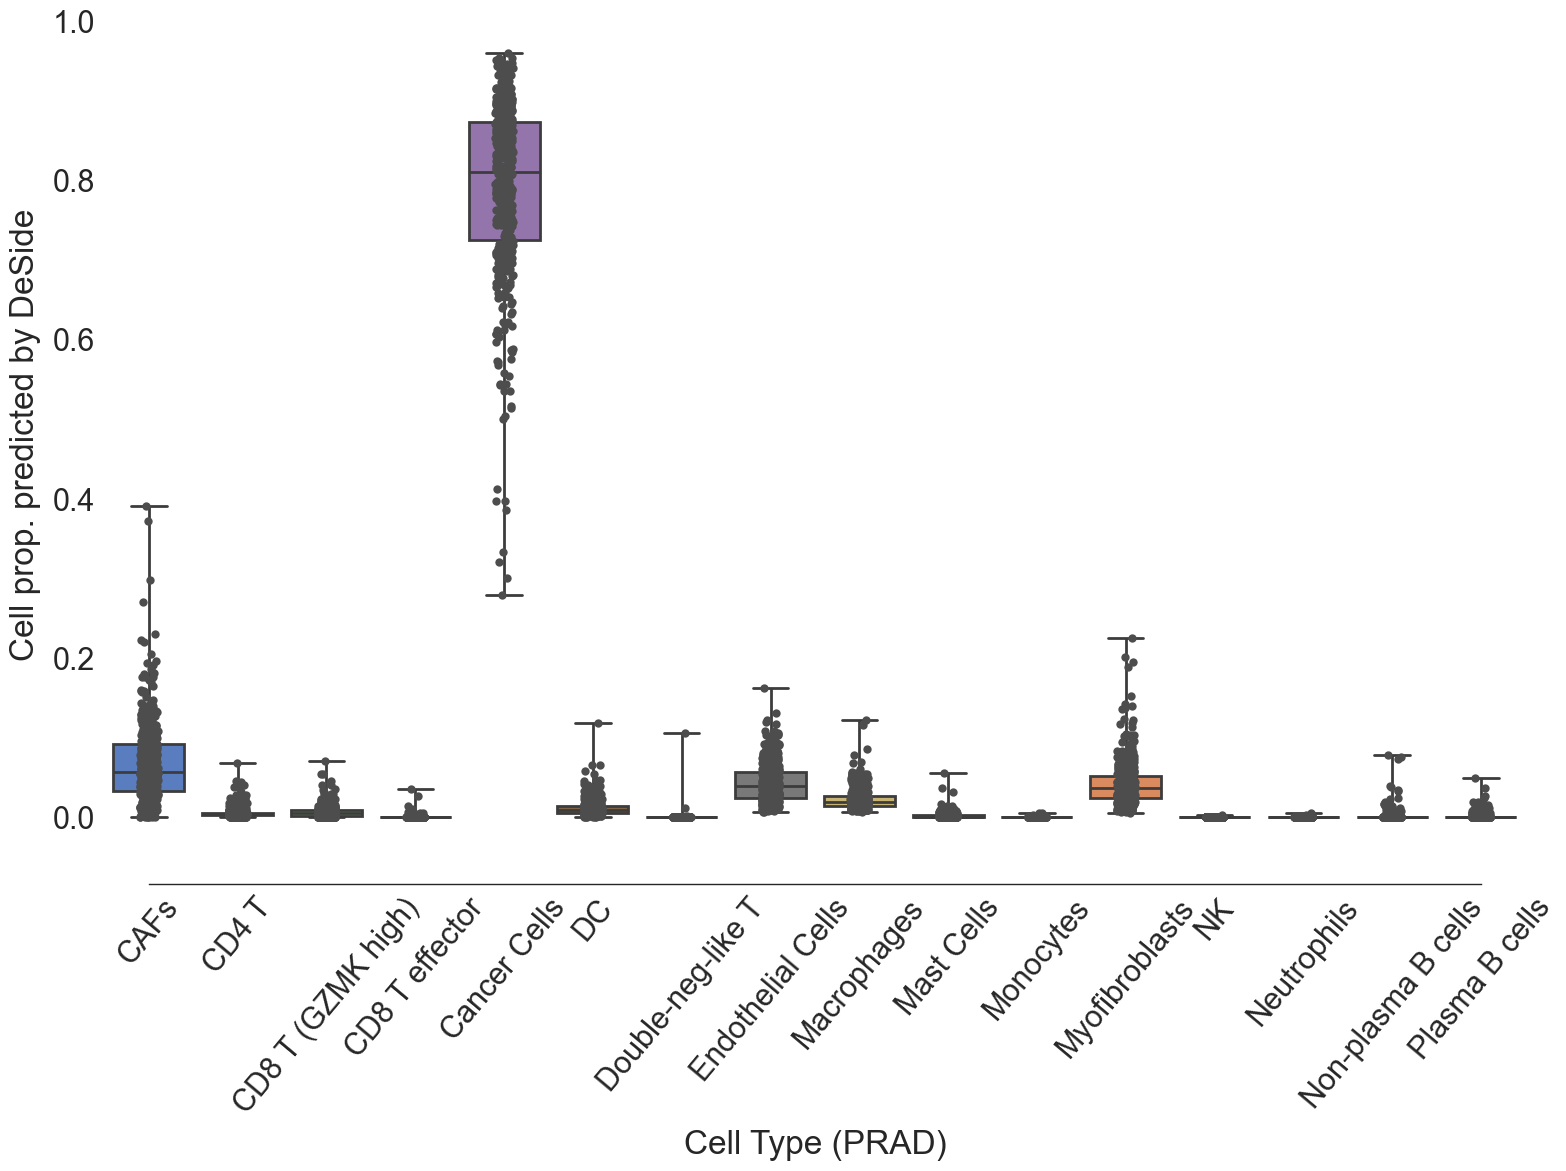 Cell prop. predicted by DeSide
1.0
0.8
0.6
0.4
0.2
0.0
CAFs
CD4 T
CD8 T (GZMK high)
CD8 T effector
Cancer Cells
DC
Double-neg-like T
Endothelial Cells
Macrophages
Mast Cells
Monocytes
Myofibroblasts
NK
Neutrophils
Non-plasma B cells
Plasma B cells
Cell Type (PRAD)